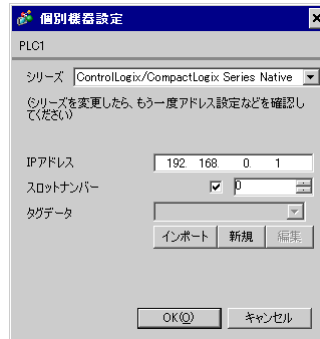 個別機器設定
PLC1
シリーズ ControlLogix/CompactLogix Series Native
(シリーズを変更したら、もう一度アドレス設定などを確認し
てください)
IPアドレス 192. 168. 0. 1
スロットナンバー 0
タグデータ
インポート 新規 編集
OK(O) キャンセル